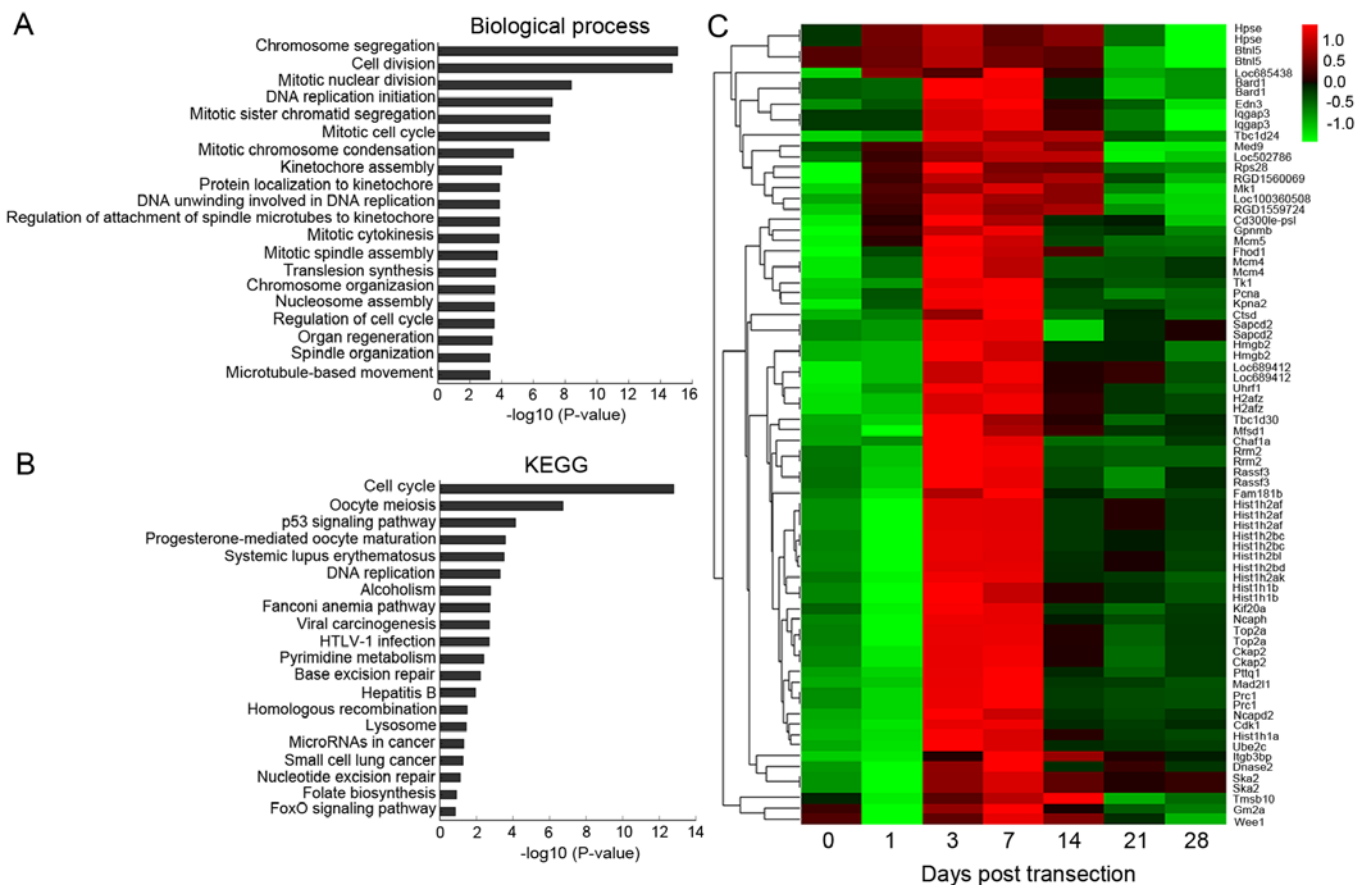 A
Biological process
Chromosome segregation
Cell division
Mitotic nuclear division
DNA replication initiation
Mitotic sister chromatid segregation
Mitotic cell cycle
Mitotic chromosome condensation
Kinetochore assembly
Protein localization to kinetochore
DNA unwinding involved in DNA replication
Regulation of attachment of spindle microtubes to kinetochore
Mitotic cytokinesis
Mitotic spindle assembly
Translesion synthesis
Chromosome organizasion
Nucleosome assembly
Regulation of cell cycle
Organ regeneration
Spindle organization
Microtubule-based movement
0 2 4 6 8 10 12 14 16
-log10 (P-value)
B
KEGG
Cell cycle
Oocyte meiosis
p53 signaling pathway
Progesterone-mediated oocyte maturation
Systemic lupus erythematosus
DNA replication
Alcoholism
Fanconi anemia pathway
Viral carcinogenesis
HTLV-1 infection
Pyrimidine metabolism
Base excision repair
Hepatitis B
Homologous recombination
Lysosome
MicroRNAs in cancer
Small cell lung cancer
Nucleotide excision repair
Folate biosynthesis
FoxO signaling pathway
0 2 4 6 8 10 12 14
-log10 (P-value)
C
Hpse
Hpse
Btnl5
Btnl5
Loc685438
Bard1
Bard1
Edn3
Iqgap3
Iqgap3
Tbc1d24
Med9
Loc502786
Rps28
RGD1560069
Mk1
Loc100360508
RGD1559724
Cd300le-psl
Gpnmb
Mcm5
Fhod1
Mcm4
Mcm4
Tk1
Pcna
Kpna2
Ctsd
Sapcd2
Sapcd2
Hmgb2
Hmgb2
Loc689412
Loc689412
Uhrf1
H2afz
H2afz
Tbc1d30
Mfsd1
Chaf1a
Rrm2
Rrm2
Rassf3
Rassf3
Fam181b
Hist1h2af
Hist1h2af
Hist1h2af
Hist1h2bc
Hist1h2bc
Hist1h2bl
Hist1h2bd
Hist1h2ak
Hist1h1b
Hist1h1b
Kif20a
Ncaph
Top2a
Top2a
Ckap2
Ckap2
Pttq1
Mad2l1
Prc1
Prc1
Ncapd2
Cdk1
Hist1h1a
Ube2c
Itgb3bp
Dnase2
Ska2
Ska2
Tmsb10
Gm2a
Wee1
1.0
0.5
0.0
-0.5
-1.0
0 1 3 7 14 21 28
Days post transection